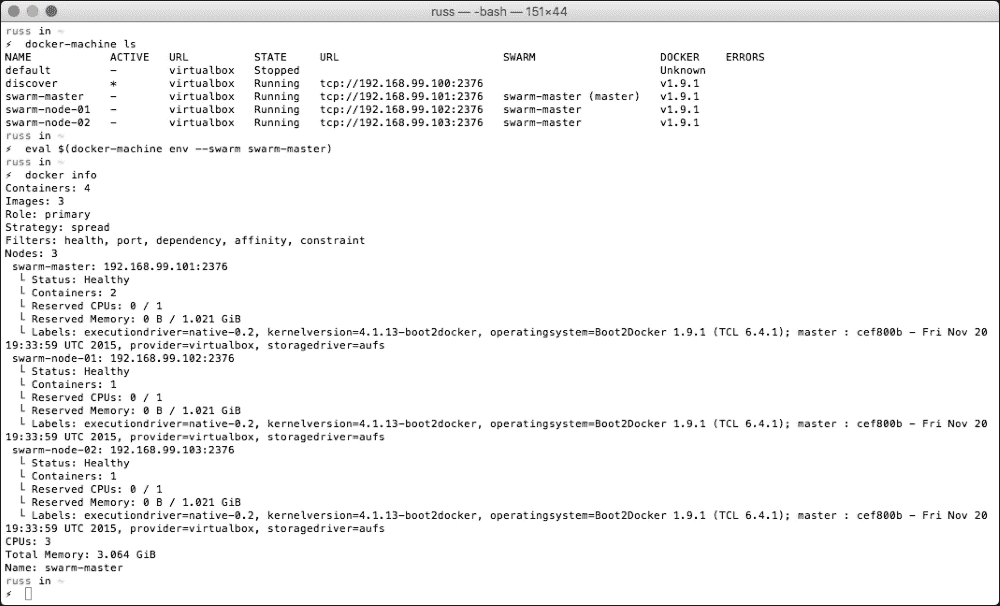 russ — -bash — 151×44
russ in ~
⚡ docker-machine ls
NAME ACTIVE URL STATE URL SWARM DOCKER ERRORS
default - virtualbox Stopped Unknown
discover * virtualbox Running tcp://192.168.99.100:2376 v1.9.1
swarm-master - virtualbox Running tcp://192.168.99.101:2376 swarm-master (master) v1.9.1
swarm-node-01 - virtualbox Running tcp://192.168.99.102:2376 swarm-master v1.9.1
swarm-node-02 - virtualbox Running tcp://192.168.99.103:2376 swarm-master v1.9.1
russ in ~
⚡ eval $(docker-machine env --swarm swarm-master)
russ in ~
⚡ docker info
Containers: 4
Images: 3
Role: primary
Strategy: spread
Filters: health, port, dependency, affinity, constraint
Nodes: 3
swarm-master: 192.168.99.101:2376
└ Status: Healthy
└ Containers: 2
└ Reserved CPUs: 0 / 1
└ Reserved Memory: 0 B / 1.021 GiB
└ Labels: executiondriver=native-0.2, kernelversion=4.1.13-boot2docker, operatingsystem=Boot2Docker 1.9.1 (TCL 6.4.1); master : cef800b - Fri Nov 20
19:33:59 UTC 2015, provider=virtualbox, storagedriver=aufs
swarm-node-01: 192.168.99.102:2376
└ Status: Healthy
└ Containers: 1
└ Reserved CPUs: 0 / 1
└ Reserved Memory: 0 B / 1.021 GiB
└ Labels: executiondriver=native-0.2, kernelversion=4.1.13-boot2docker, operatingsystem=Boot2Docker 1.9.1 (TCL 6.4.1); master : cef800b - Fri Nov 20
19:33:59 UTC 2015, provider=virtualbox, storagedriver=aufs
swarm-node-02: 192.168.99.103:2376
└ Status: Healthy
└ Containers: 1
└ Reserved CPUs: 0 / 1
└ Reserved Memory: 0 B / 1.021 GiB
└ Labels: executiondriver=native-0.2, kernelversion=4.1.13-boot2docker, operatingsystem=Boot2Docker 1.9.1 (TCL 6.4.1); master : cef800b - Fri Nov 20
19:33:59 UTC 2015, provider=virtualbox, storagedriver=aufs
CPUs: 3
Total Memory: 3.064 GiB
Name: swarm-master
russ in ~
⚡